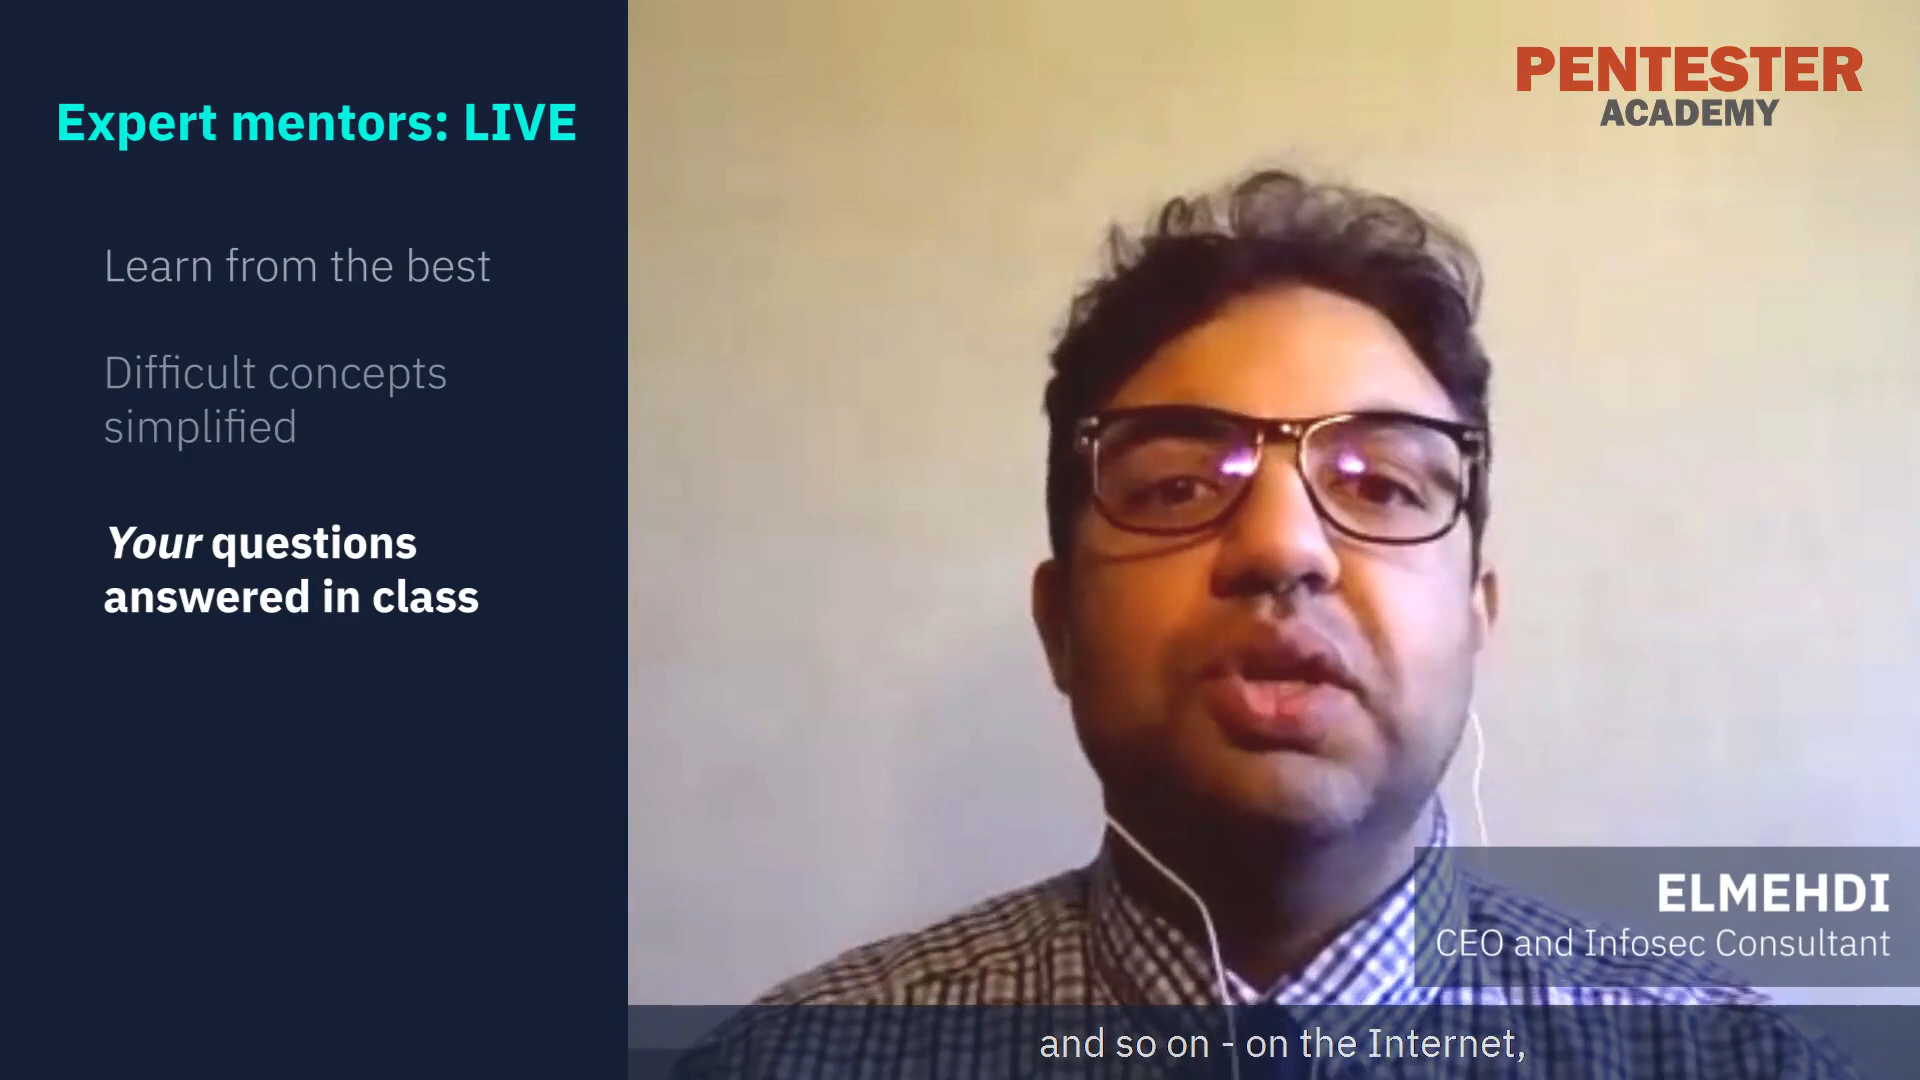 Expert mentors: LIVE
Learn from the best
Difficult concepts
simplified
Your questions
answered in class
PENTESTER
ACADEMY
ELMEHDI
CEO and Infosec Consultant
and so on - on the Internet,